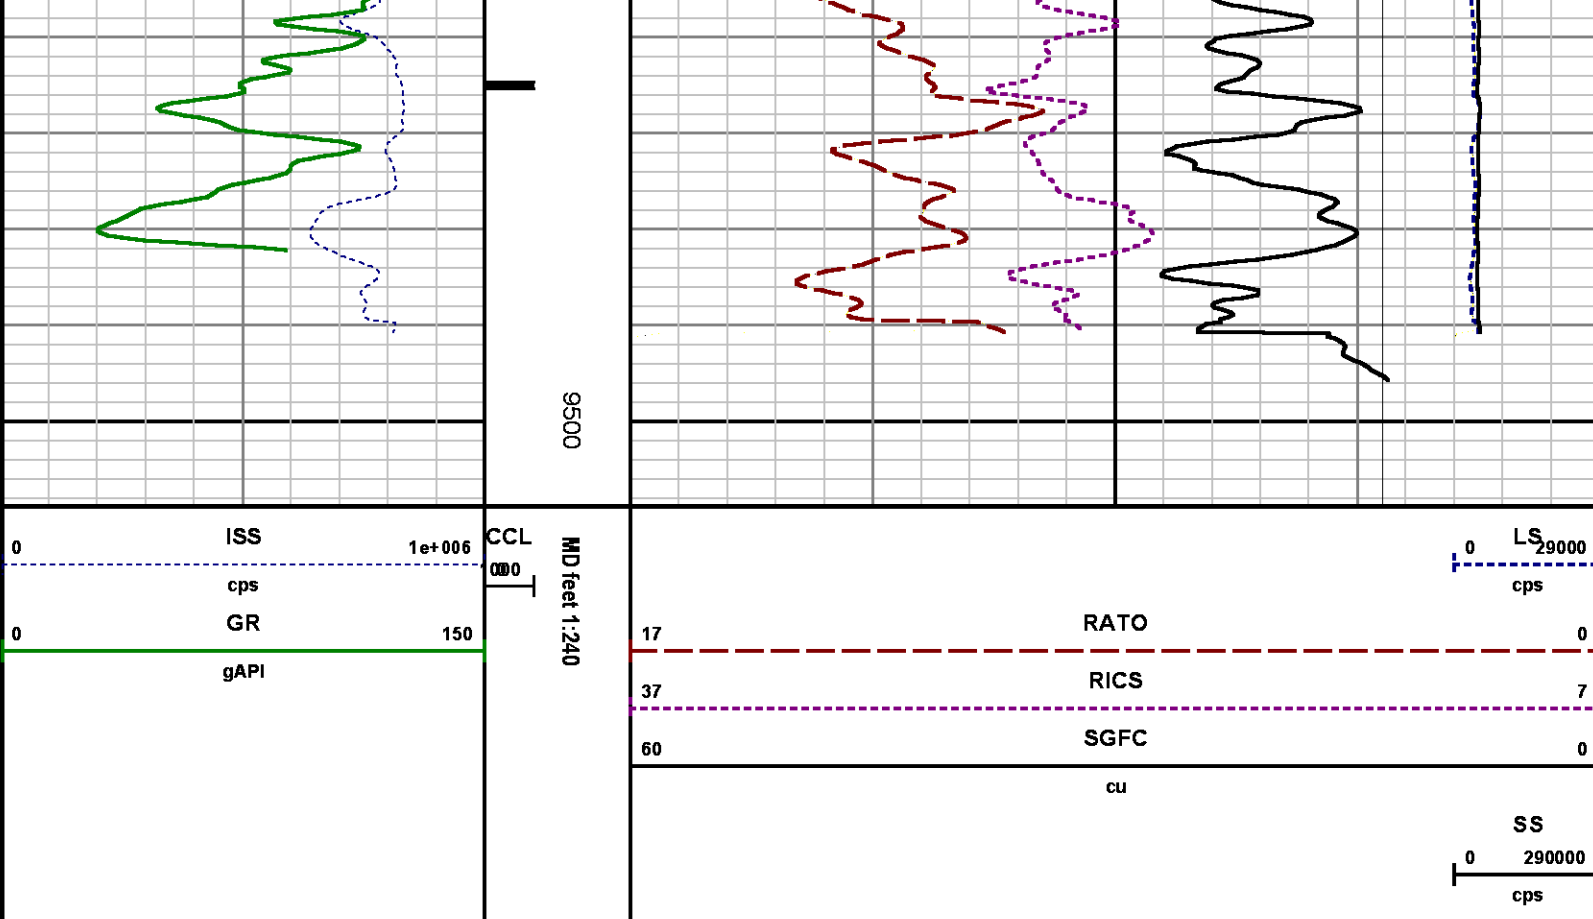 9500
ISS
0 1e+006
cps
GR
0 150
gAPI
CCL
MD feet 1:240
LS
0 29000
cps
RATO
17 0
RICS
37 7
SGFC
60 0
cu
SS
0 290000
cps